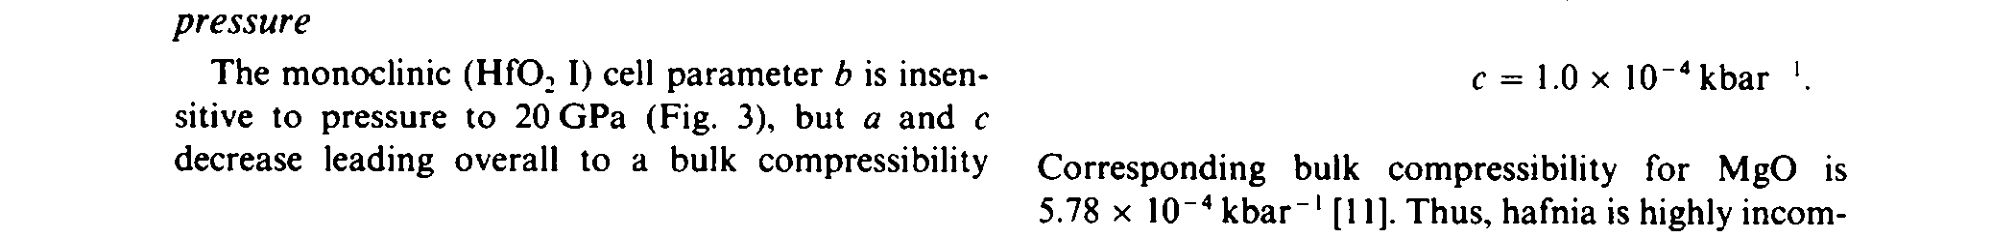 pressure
The monoclinic (HfO₂ I) cell parameter b is insen-
sitive to pressure to 20 GPa (Fig. 3), but a and c
decrease leading overall to a bulk compressibility
c = 1.0 × 10⁻⁴ kbar ¹.
Corresponding bulk compressibility for MgO is
5.78 × 10⁻⁴ kbar⁻¹ [11]. Thus, hafnia is highly incom-